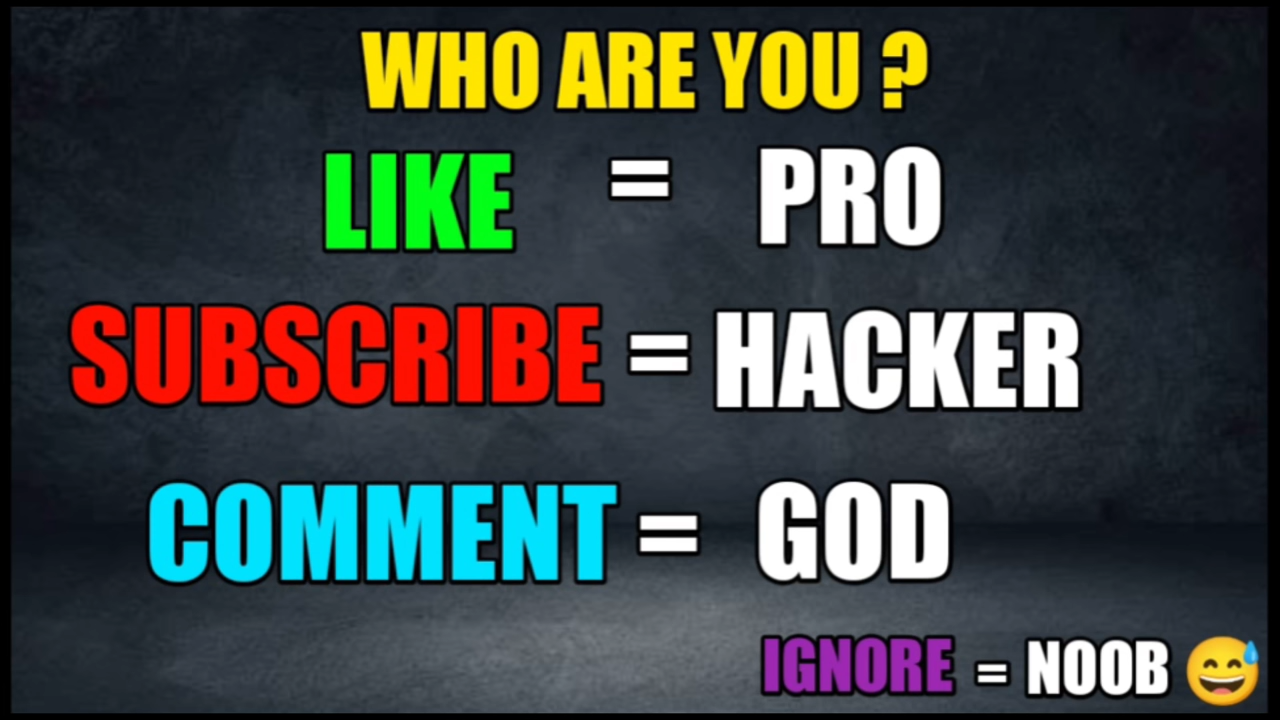 WHO ARE YOU ?
LIKE = PRO
SUBSCRIBE = HACKER
COMMENT = GOD
IGNORE = NOOB 😅